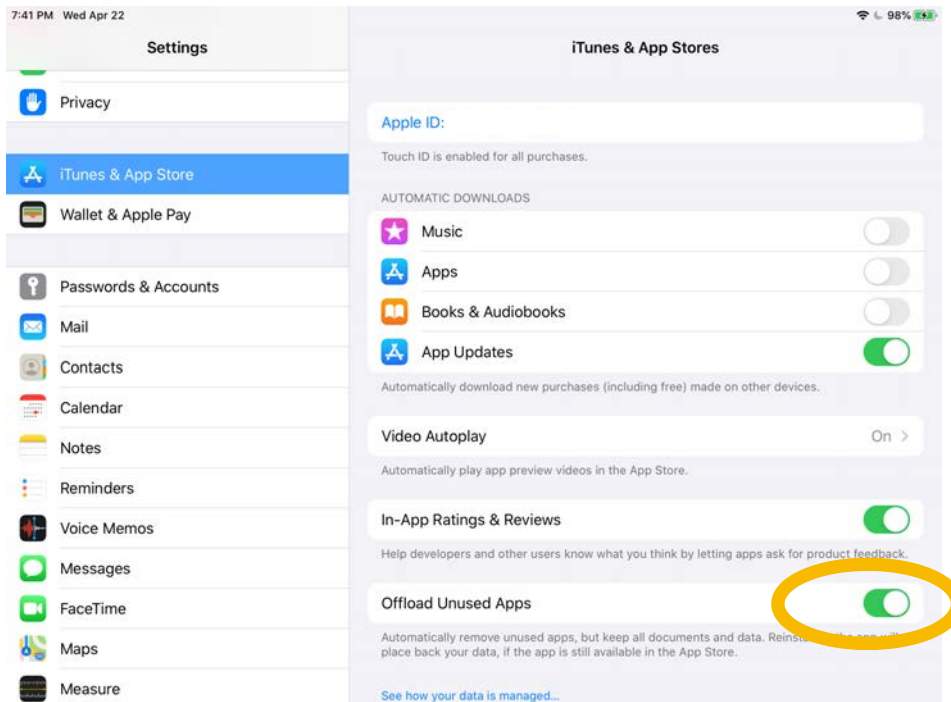 7:41 PM Wed Apr 22
98%
Settings
Privacy
iTunes & App Store
Wallet & Apple Pay
Passwords & Accounts
Mail
Contacts
Calendar
Notes
Reminders
Voice Memos
Messages
FaceTime
Maps
Measure
iTunes & App Stores
Apple ID:
Touch ID is enabled for all purchases.
AUTOMATIC DOWNLOADS
Music
Apps
Books & Audiobooks
App Updates
Automatically download new purchases (including free) made on other devices.
Video Autoplay
On >
Automatically play app preview videos in the App Store.
In-App Ratings & Reviews
Help developers and other users know what you think by letting apps ask for product feedback.
Offload Unused Apps
Automatically remove unused apps, but keep all documents and data. the app will
place back your data, if the app is still available in the App Store.
See how your data is managed...